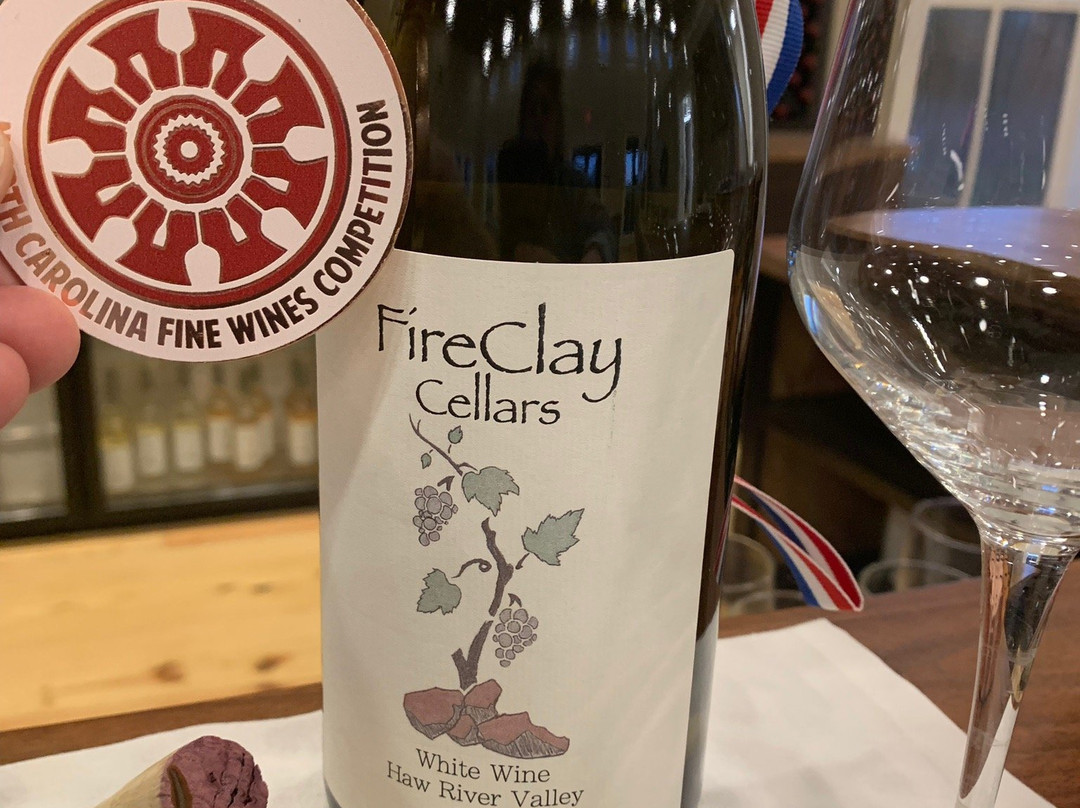 CAROLINA FINE WINES COMPETITION
FireClay
Cellars
White Wine
Haw River Valley